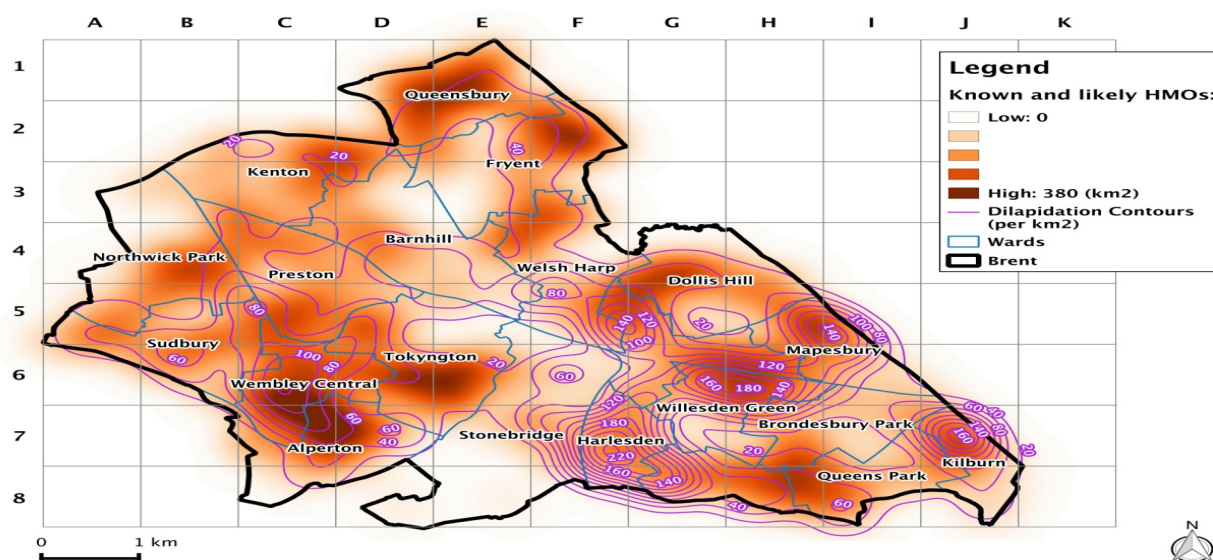 A B C D E F G H I J K
1
2
3
4
5
6
7
8
Queensbury
20
Kenton
20
40
Fryent
Northwick Park
Barnhill
Preston
Welsh Harp
80
Dollis Hill
80
140
120
100
20
100
80
140
Mapesbury
Sudbury
60
Tokyngton
100
80
20
60
Wembley Central
120
160
180
140
120
Willesden Green
Brondesbury Park
60
60
40
Stonebridge
180
Harlesden
220
160
140
Alperton
20
60
40
80
40
160
20
Kilburn
Queens Park
40
60
Legend
Known and likely HMOs:
Low: 0
High: 380 (km2)
Dilapidation Contours
(per km2)
Wards
Brent
0 1 km
N